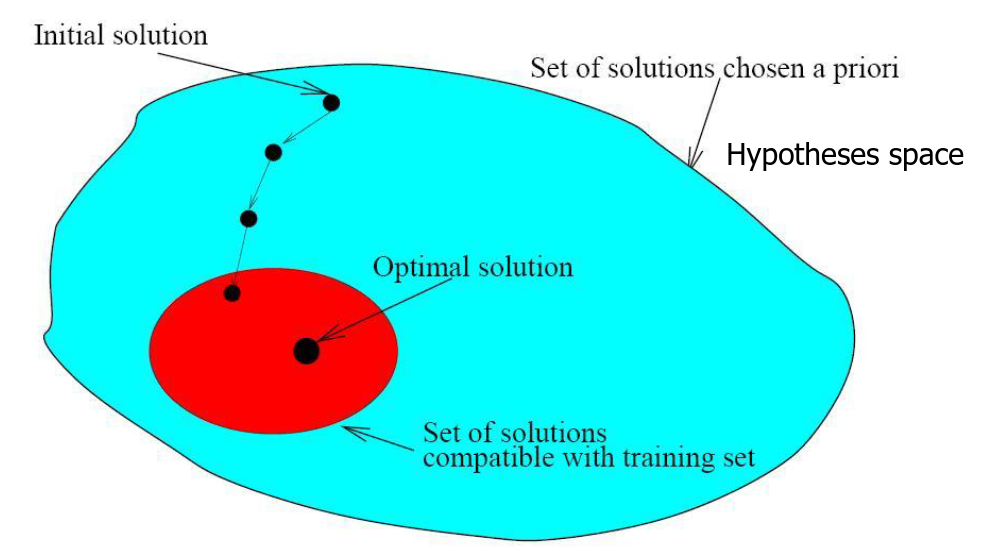 Initial solution
Set of solutions chosen a priori
Hypotheses space
Optimal solution
Set of solutions
compatible with training set